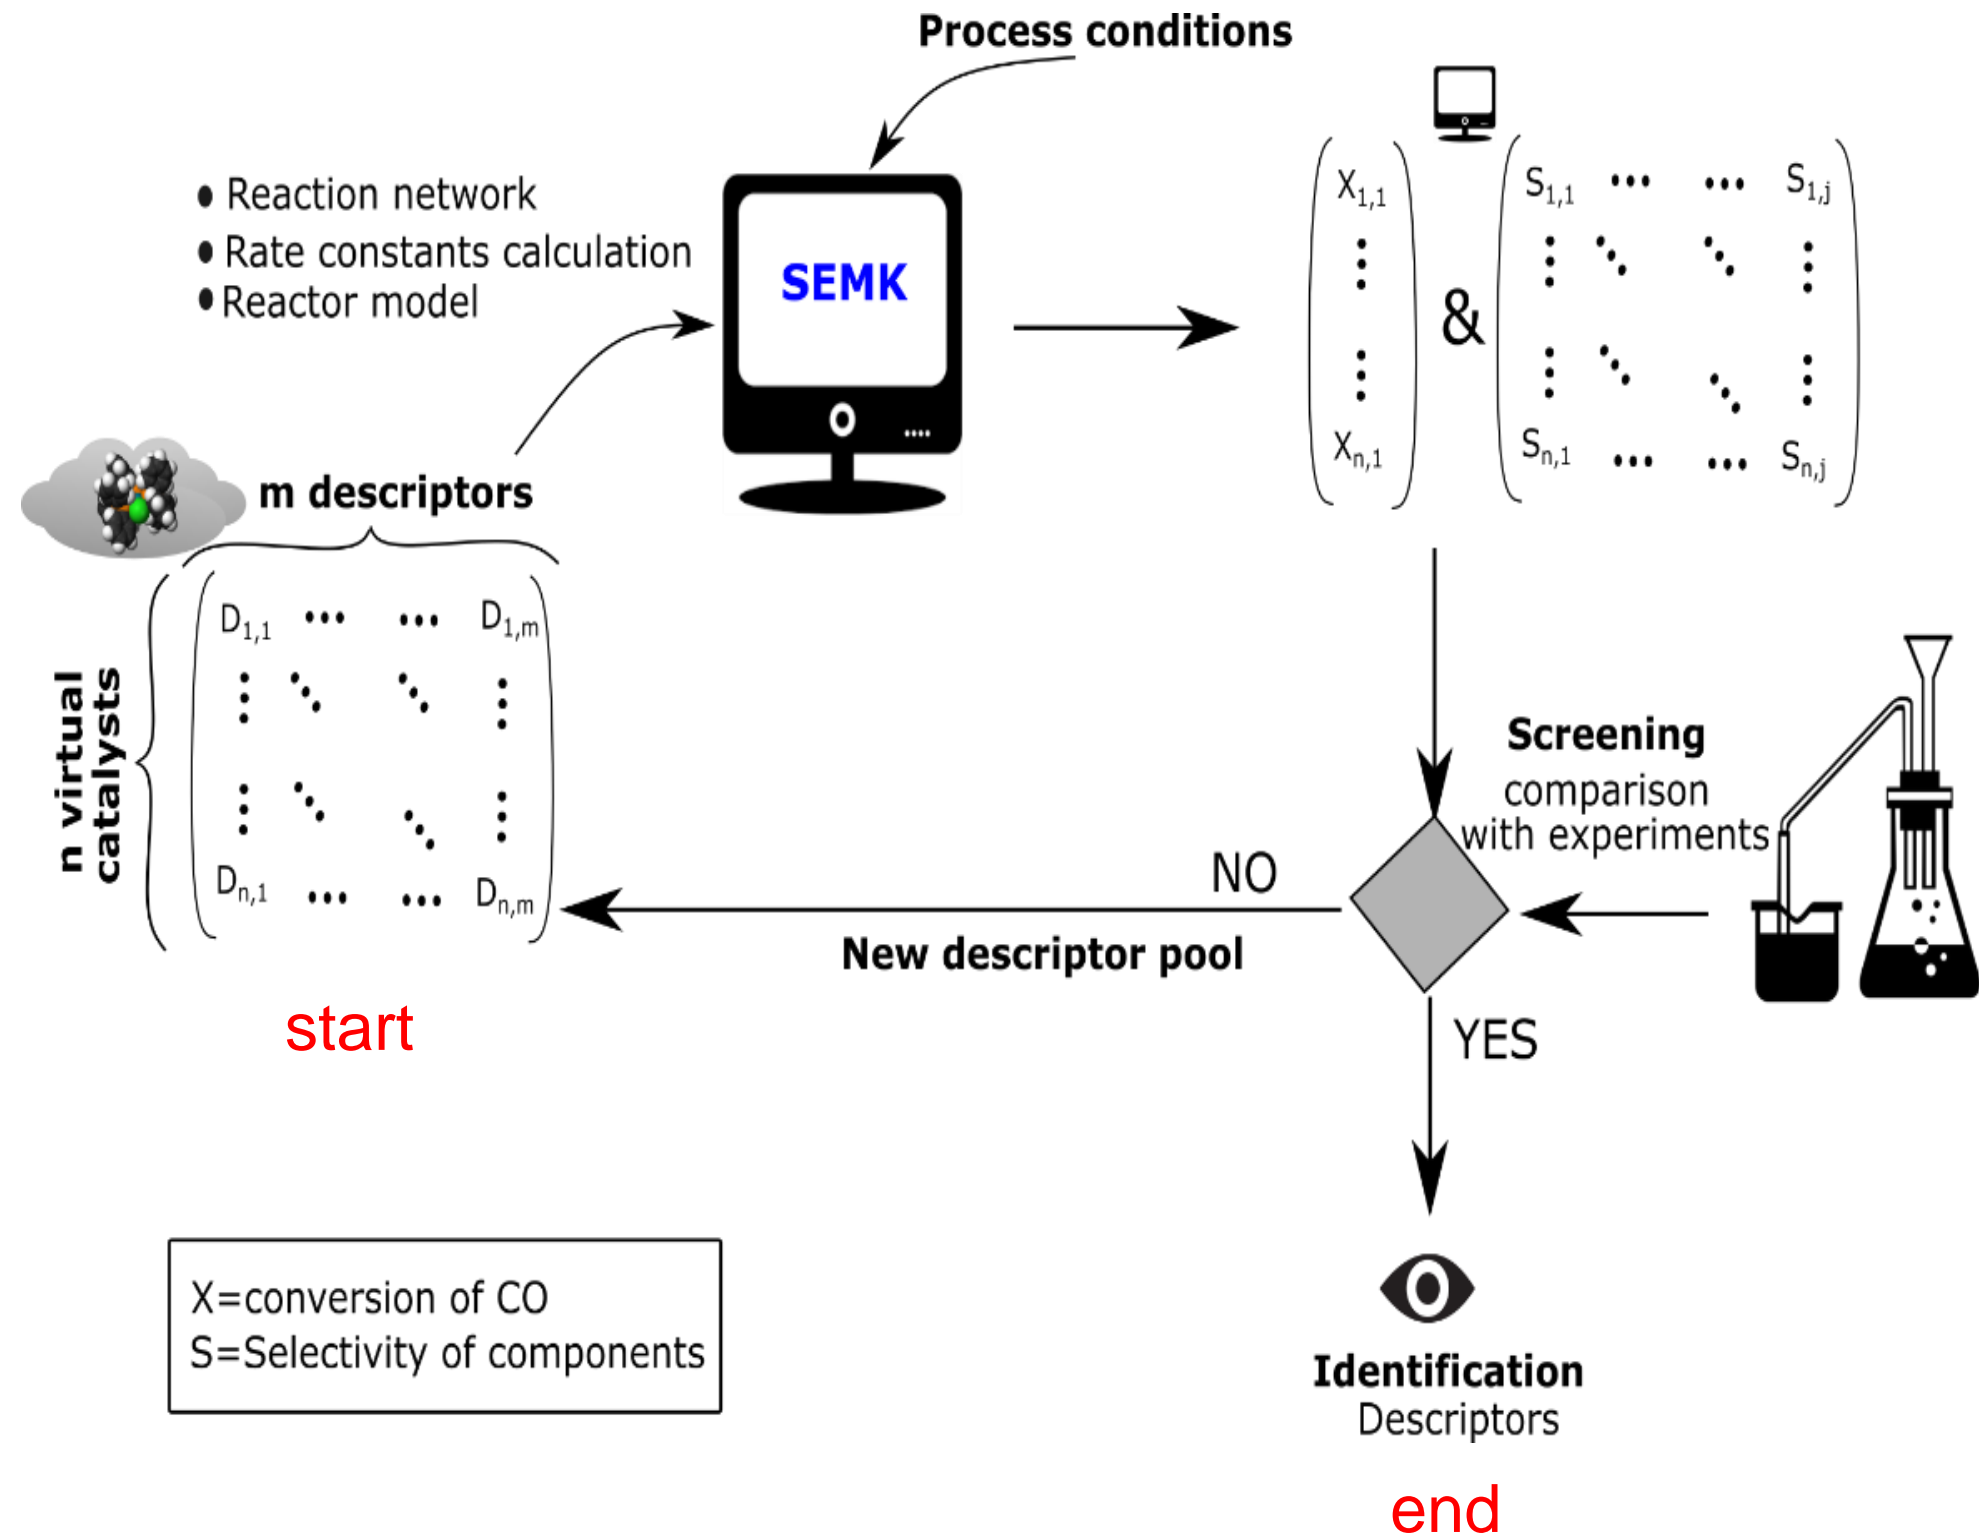 Process conditions
• Reaction network
• Rate constants calculation
• Reactor model
SEMK
X1,1
Xn,1
&
S1,1 ... ... S1,j
Sn,1 ... ... Sn,j
m descriptors
n virtual
catalysts
D1,1 ... ... D1,m
Dn,1 ... ... Dn,m
start
Screening
comparison
with experiments
NO
New descriptor pool
YES
X=conversion of CO
S=Selectivity of components
Identification
Descriptors
end